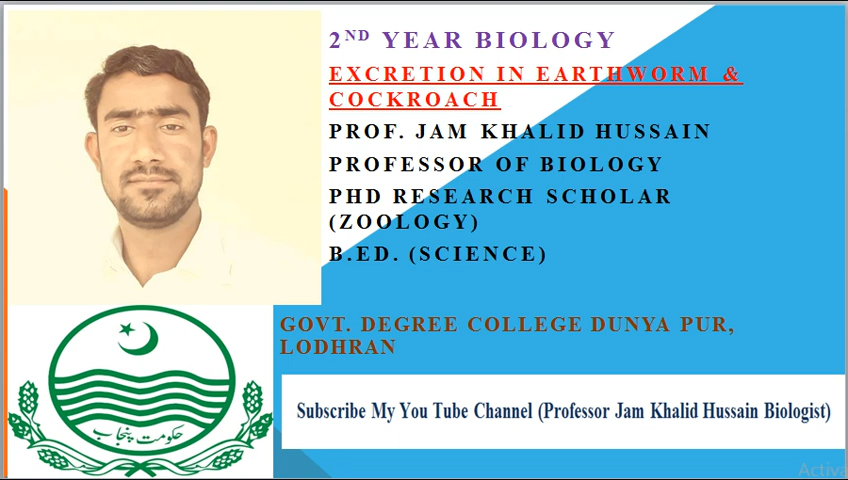 2ND YEAR BIOLOGY
EXCRETION IN EARTHWORM &
COCKROACH
PROF. JAM KHALID HUSSAIN
PROFESSOR OF BIOLOGY
PHD RESEARCH SCHOLAR
(ZOOLOGY)
B.ED. (SCIENCE)
GOVT. DEGREE COLLEGE DUNYA PUR,
LODHRAN
Subscribe My You Tube Channel (Professor Jam Khalid Hussain Biologist)
حکومت پنجاب
Activa